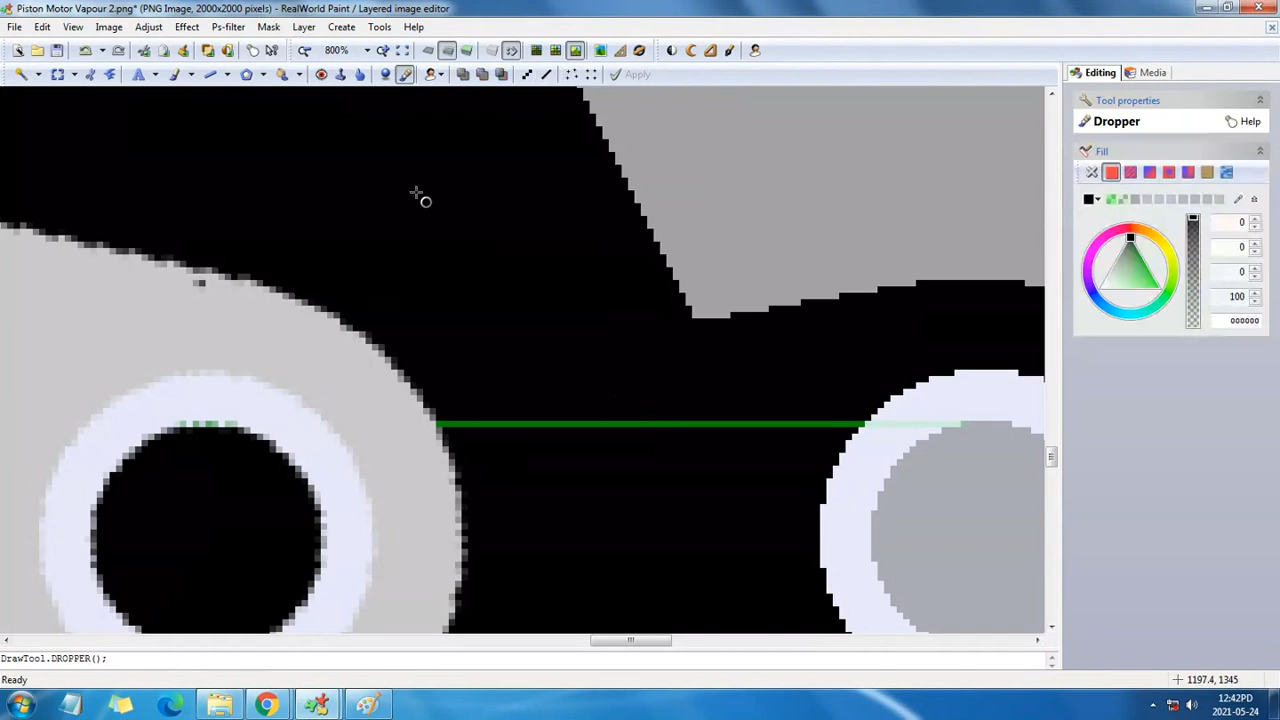 Piston Motor Vapour 2.png* (PNG Image, 2000x2000 pixels) - RealWorld Paint / Layered image editor
File Edit View Image Adjust Effect Ps-filter Mask Layer Create Tools Help
800%
Apply
Editing Media
Tool properties
Dropper Help
Fill
0
0
0
100
000000
DrawTool.DROPPER();
Ready
1197.4, 1345
12:42PD
2021-05-24